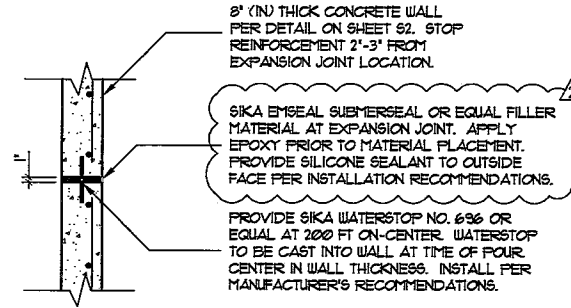 8" (IN) THICK CONCRETE WALL
PER DETAIL ON SHEET S2. STOP
REINFORCEMENT 2"-3" FROM
EXPANSION JOINT LOCATION.
SIKA EMSEAL SUBMERSEAL OR EQUAL FILLER
MATERIAL AT EXPANSION JOINT. APPLY
EPOXY PRIOR TO MATERIAL PLACEMENT.
PROVIDE SILICONE SEALANT TO OUTSIDE
FACE PER INSTALLATION RECOMMENDATIONS.
1"
PROVIDE SIKA WATERSTOP NO. 696 OR
EQUAL AT 200 FT ON-CENTER. WATERSTOP
TO BE CAST INTO WALL AT TIME OF POUR
CENTER IN WALL THICKNESS. INSTALL PER
MANUFACTURER'S RECOMMENDATIONS.